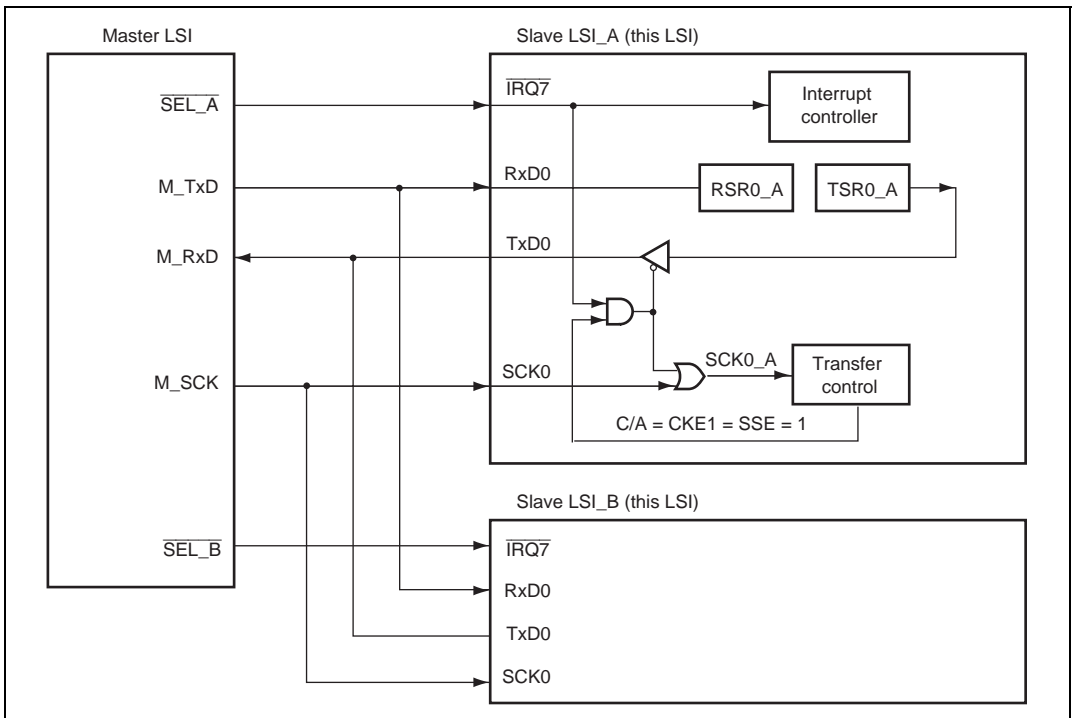 Master LSI
SEL_A
M_TxD
M_RxD
M_SCK
SEL_B
Slave LSI_A (this LSI)
IRQ7
Interrupt
controller
RxD0
RSR0_A
TSR0_A
TxD0
SCK0
SCK0_A
Transfer
control
C/A = CKE1 = SSE = 1
Slave LSI_B (this LSI)
IRQ7
RxD0
TxD0
SCK0